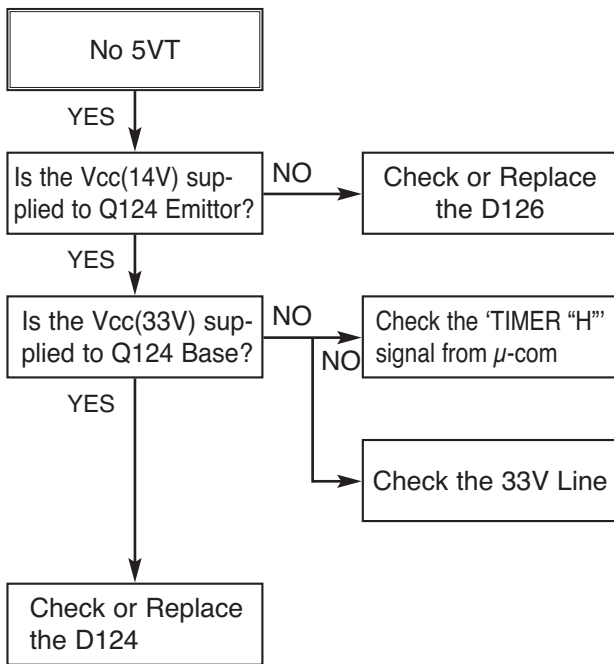 No 5VT
YES
Is the Vcc(14V) sup-
plied to Q124 Emittor?
NO
Check or Replace
the D126
YES
Is the Vcc(33V) sup-
plied to Q124 Base?
NO
NO
Check the ‘TIMER “H”’
signal from µ-com
YES
Check the 33V Line
Check or Replace
the D124